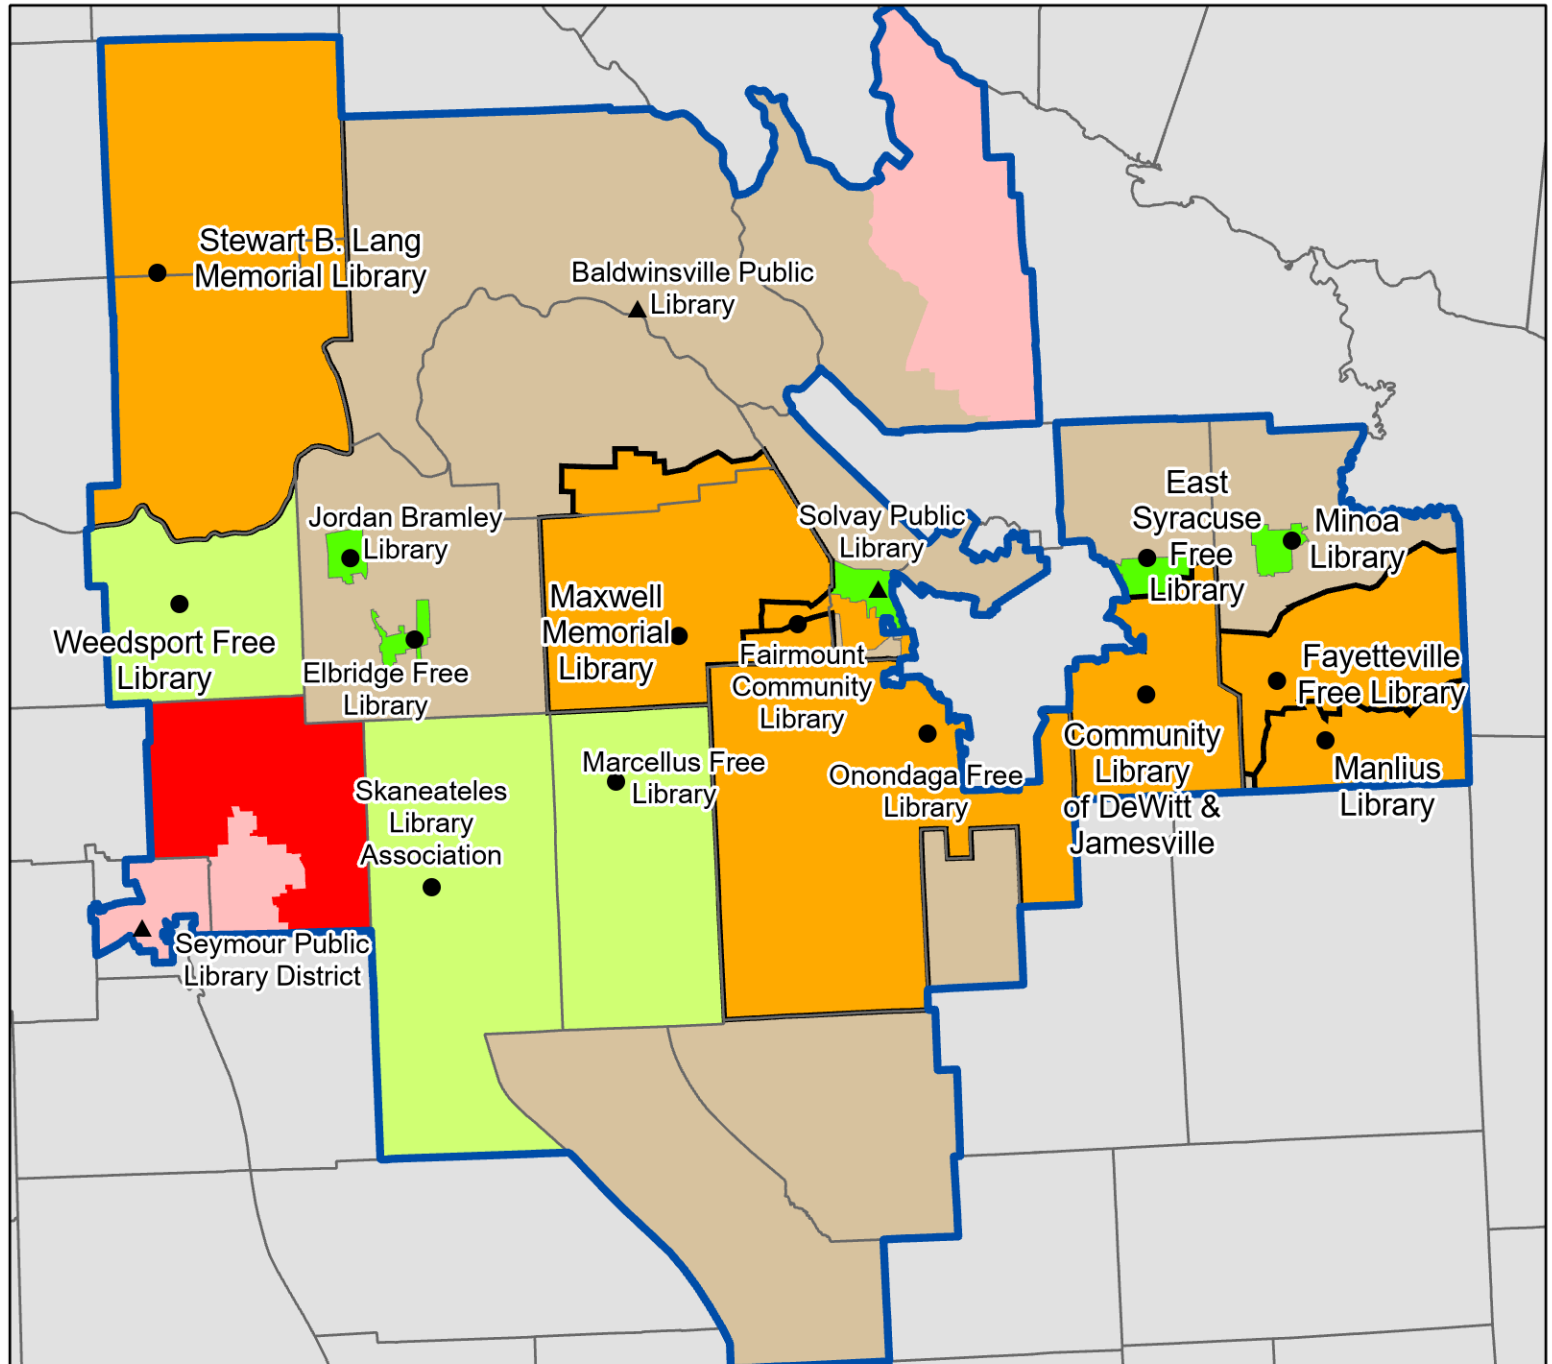 Stewart B. Lang
Memorial Library
Baldwinsville Public
Library
East
Syracuse
Free
Library
Minoa
Library
Jordan Bramley
Library
Solvay Public
Library
Maxwell
Memorial
Library
Weedsport Free
Library
Elbridge Free
Library
Fairmount
Community
Library
Fayetteville
Free Library
Community
Library
of DeWitt &
Jamesville
Marcellus Free
Library
Onondaga Free
Library
Manlius
Library
Skaneateles
Library
Association
Seymour Public
Library District